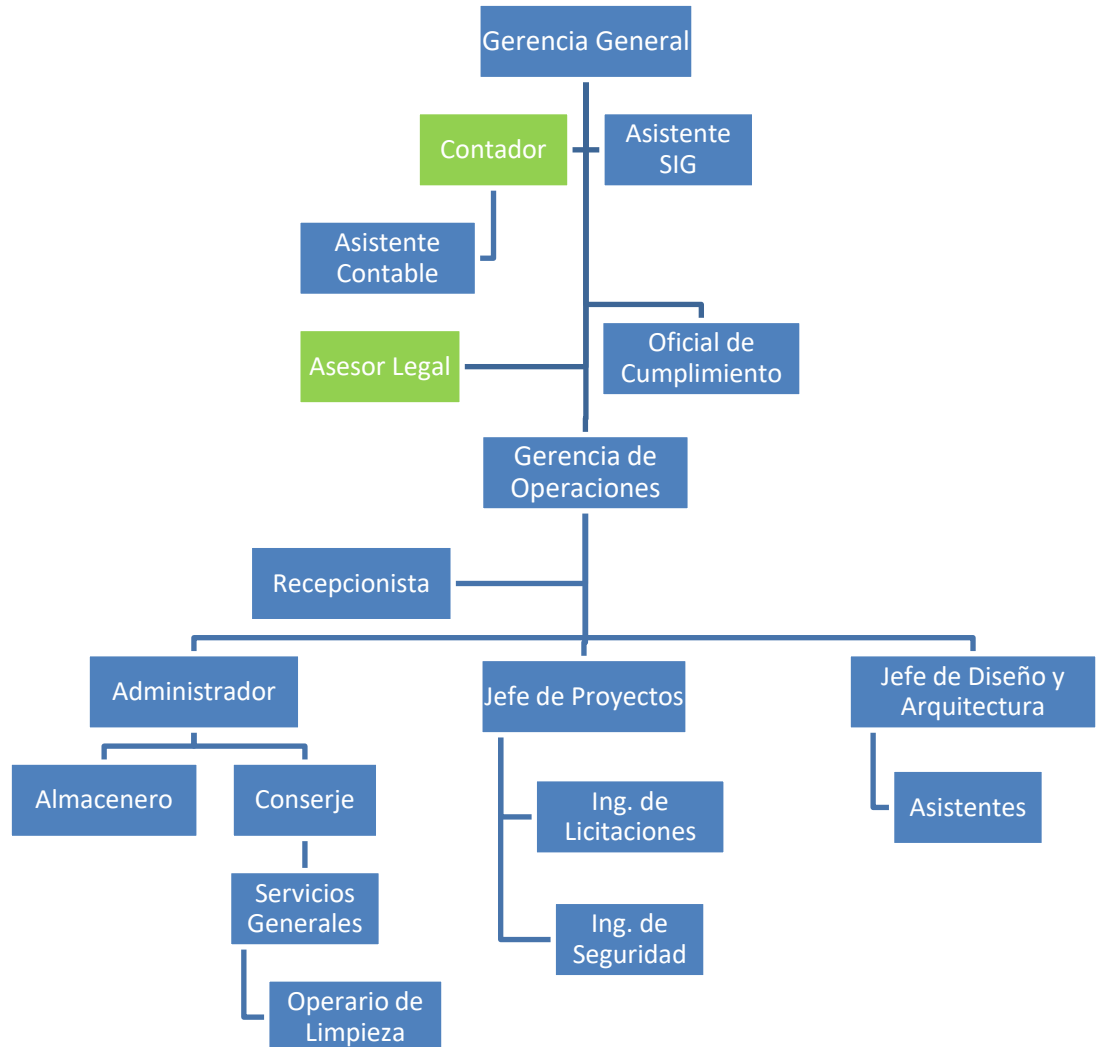 Gerencia General
Contador
Asistente
SIG
Asistente
Contable
Asesor Legal
Oficial de
Cumplimiento
Gerencia de
Operaciones
Recepcionista
Administrador
Jefe de Proyectos
Jefe de Diseño y
Arquitectura
Almacenero
Conserje
Ing. de
Licitaciones
Asistentes
Servicios
Generales
Ing. de
Seguridad
Operario de
Limpieza